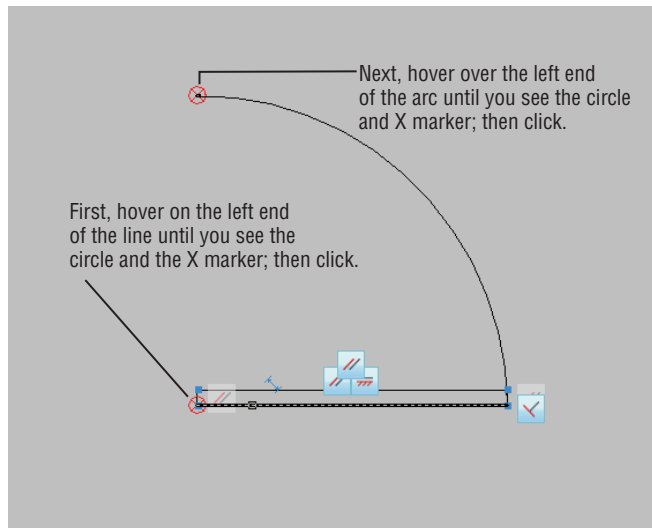 Next, hover over the left end
of the arc until you see the circle
and X marker; then click.
First, hover on the left end
of the line until you see the
circle and the X marker; then click.